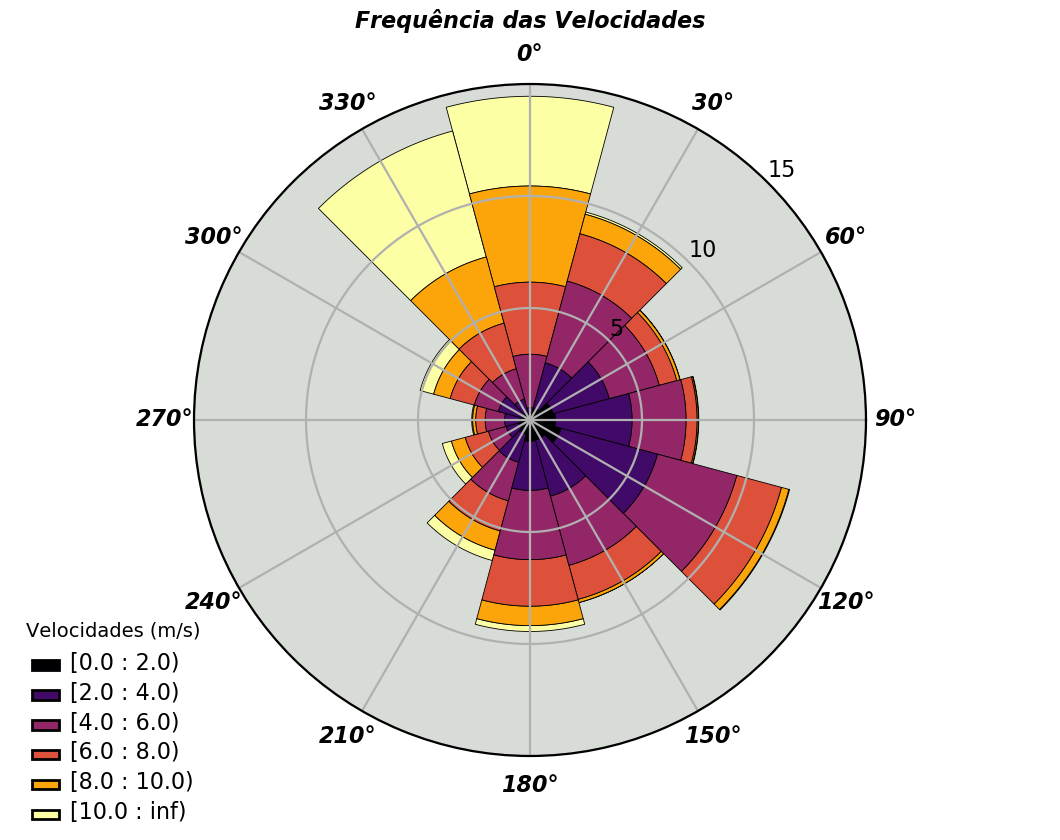 Frequência das Velocidades
0°
330°
30°
15
300°
60°
10
5
270°
90°
240°
120°
210°
150°
180°
Velocidades (m/s)
[0.0 : 2.0)
[2.0 : 4.0)
[4.0 : 6.0)
[6.0 : 8.0)
[8.0 : 10.0)
[10.0 : inf)